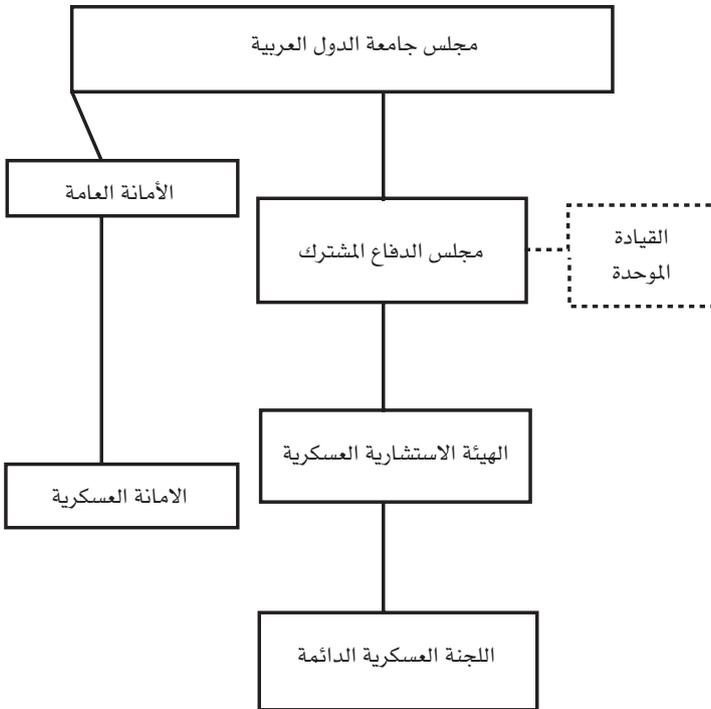 مجلس جامعة الدول العربية
الأمانة العامة
مجلس الدفاع المشترك
القيادة
الموحدة
الهيئة الاستشارية العسكرية
الامانة العسكرية
اللجنة العسكرية الدائمة